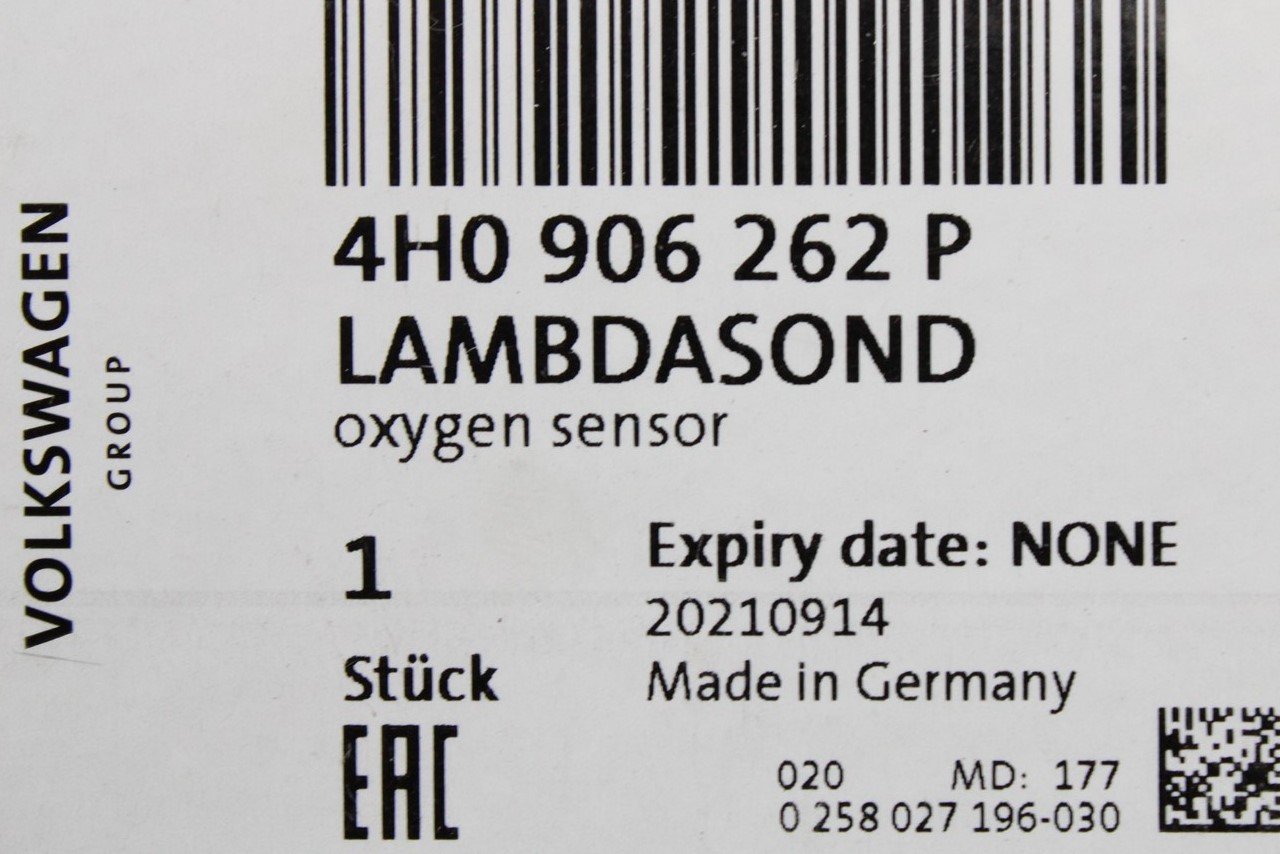 VOLKSWAGEN
GROUP
4H0 906 262 P
LAMBDASOND
oxygen sensor
1
Stück
EAC
Expiry date: NONE
20210914
Made in Germany
020 MD: 177
0 258 027 196-030